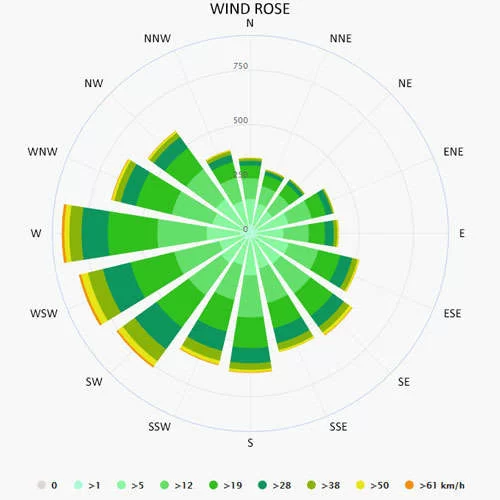 WIND ROSE
N
NNW
NNE
NW
NE
WNW
ENE
W
E
WSW
ESE
SW
SE
SSW
SSE
S
750
500
250
0
0 >1 >5 >12 >19 >28 >38 >50 >61 km/h